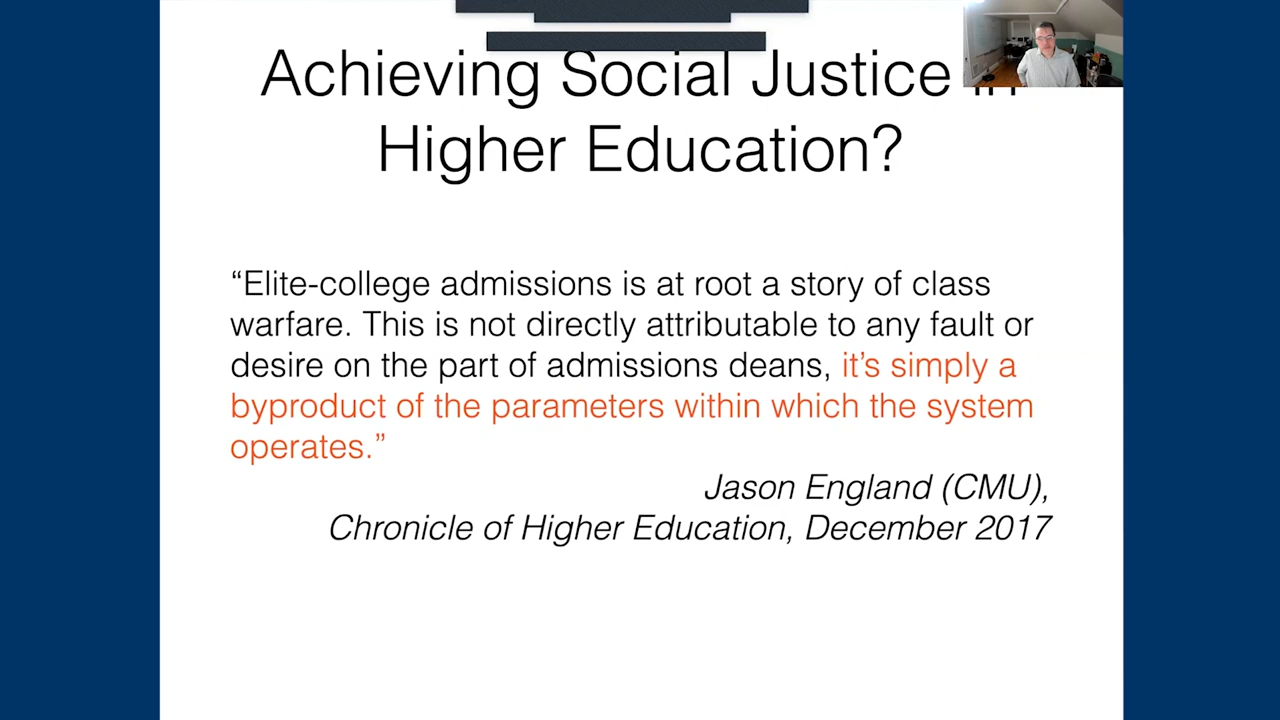 Achieving Social Justice in
Higher Education?
“Elite-college admissions is at root a story of class
warfare. This is not directly attributable to any fault or
desire on the part of admissions deans, it’s simply a
byproduct of the parameters within which the system
operates.”
Jason England (CMU),
Chronicle of Higher Education, December 2017